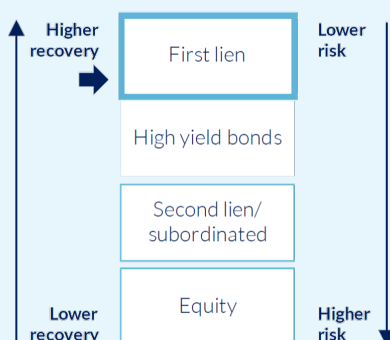 Higher
recovery
First lien
Lower
risk
High yield bonds
Second lien/
subordinated
Equity
Lower
recovery
Higher
risk